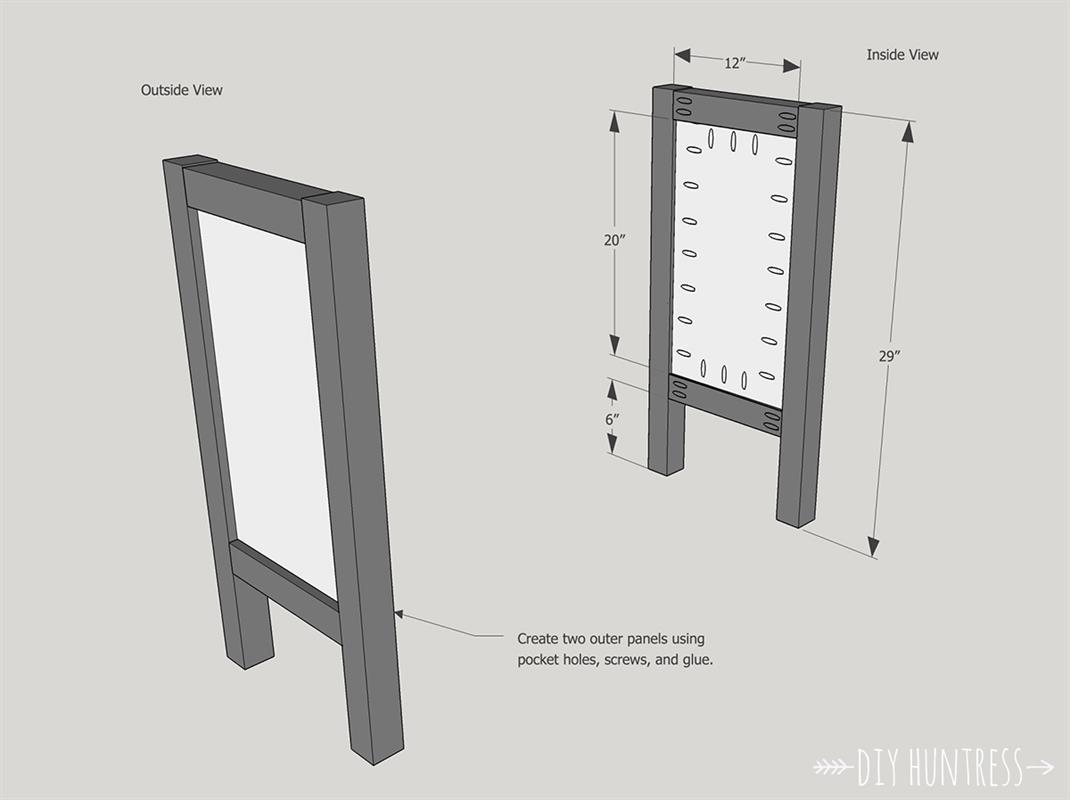 Outside View
Inside View
12”
20”
29”
6”
Create two outer panels using
pocket holes, screws, and glue.
DIY HUNTRESS